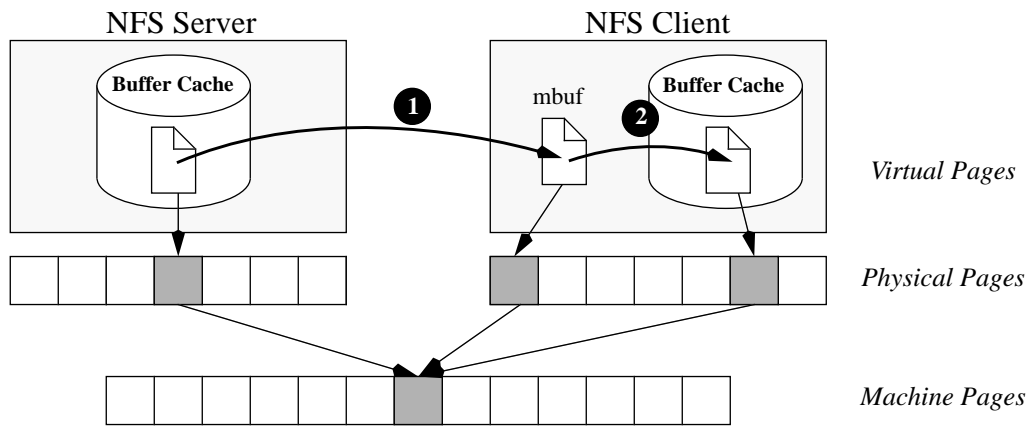 NFS Server
NFS Client
Buffer Cache
Buffer Cache
1
mbuf
2
Virtual Pages
Physical Pages
Machine Pages